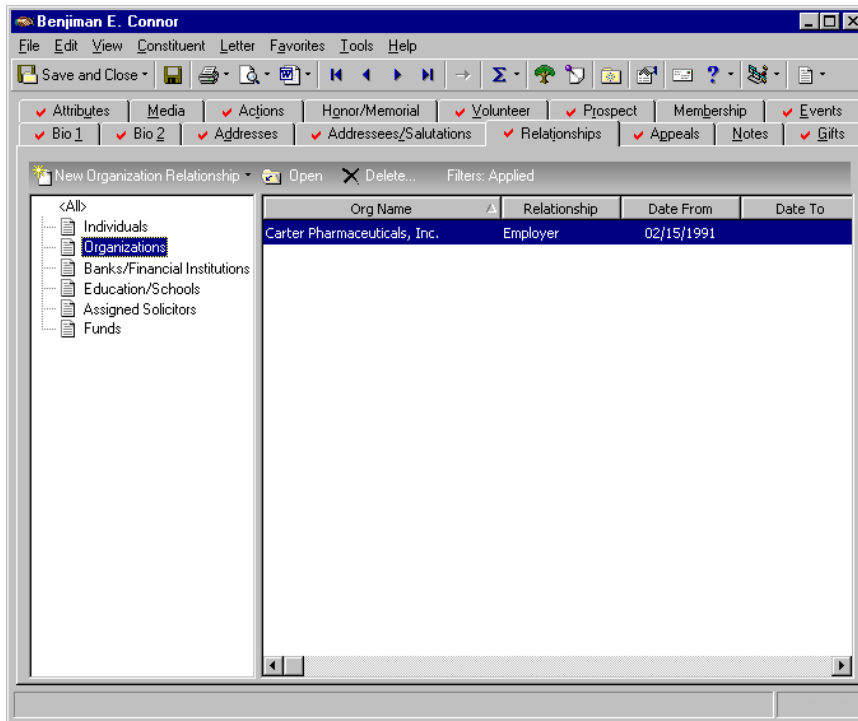 Benjiman E. Connor
File Edit View Constituent Letter Favorites Tools Help
Save and Close
Attributes Media Actions Honor/Memorial Volunteer Prospect Membership Events
Bio 1 Bio 2 Addresses Addressees/Salutations Relationships Appeals Notes Gifts
New Organization Relationship Open Delete... Filters: Applied
<All> Org Name Relationship Date From Date To
Individuals
Carter Pharmaceuticals, Inc. Employer 02/15/1991
Organizations
Banks/Financial Institutions
Education/Schools
Assigned Solicitors
Funds